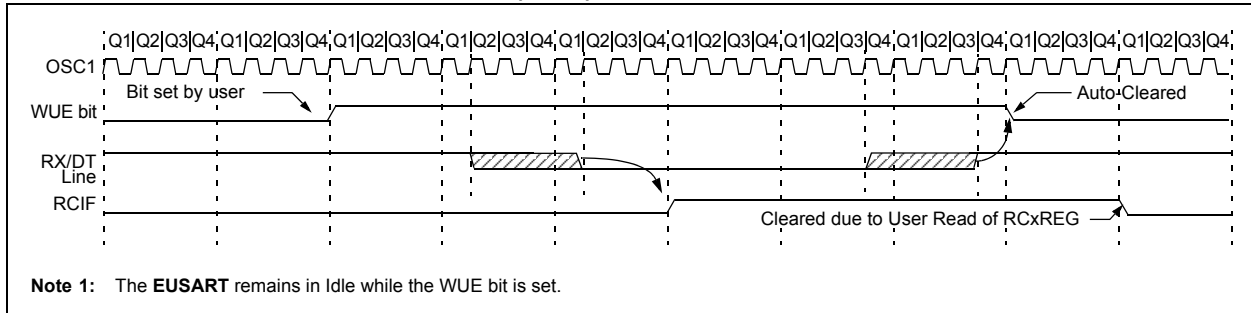 Q1|Q2|Q3|Q4 Q1|Q2|Q3|Q4 Q1|Q2|Q3|Q4 Q1|Q2|Q3|Q4 Q1|Q2|Q3|Q4 Q1|Q2|Q3|Q4 Q1|Q2|Q3|Q4 Q1|Q2|Q3|Q4 Q1|Q2|Q3|Q4 Q1|Q2|Q3|Q4
OSC1
Bit set by user
Auto-Cleared
WUE bit
RX/DT
Line
RCIF
Cleared due to User Read of RCxREG
Note 1: The EUSART remains in Idle while the WUE bit is set.